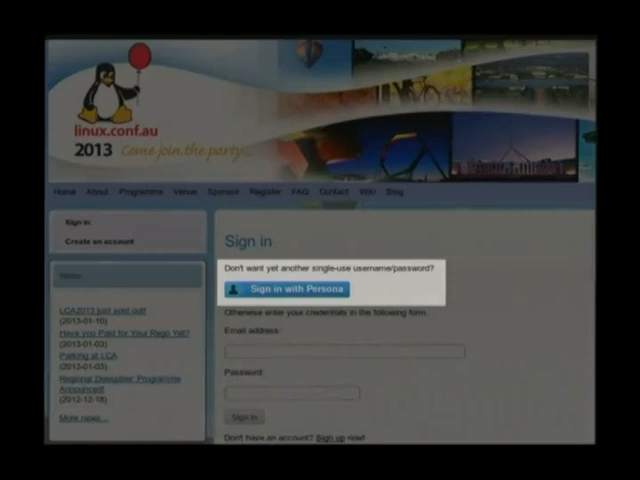 linux.conf.au
2013 Come join the party...
Home About Programme Venue Sponsor Register FAQ Contact Wiki Blog
Sign in
Create an account
News
LCA2013 just sold out!
(2013-01-10)
Have you Paid for Your Rego Yet?
(2013-01-03)
Parking at LCA
(2013-01-03)
Regional Delegates' Programme
Announced!
(2012-12-18)
More news...
Sign in
Don't want yet another single-use username/password?
Sign in with Persona
Otherwise enter your credentials in the following form.
Email address:
Password:
Sign in
Don't have an account? Sign up now!